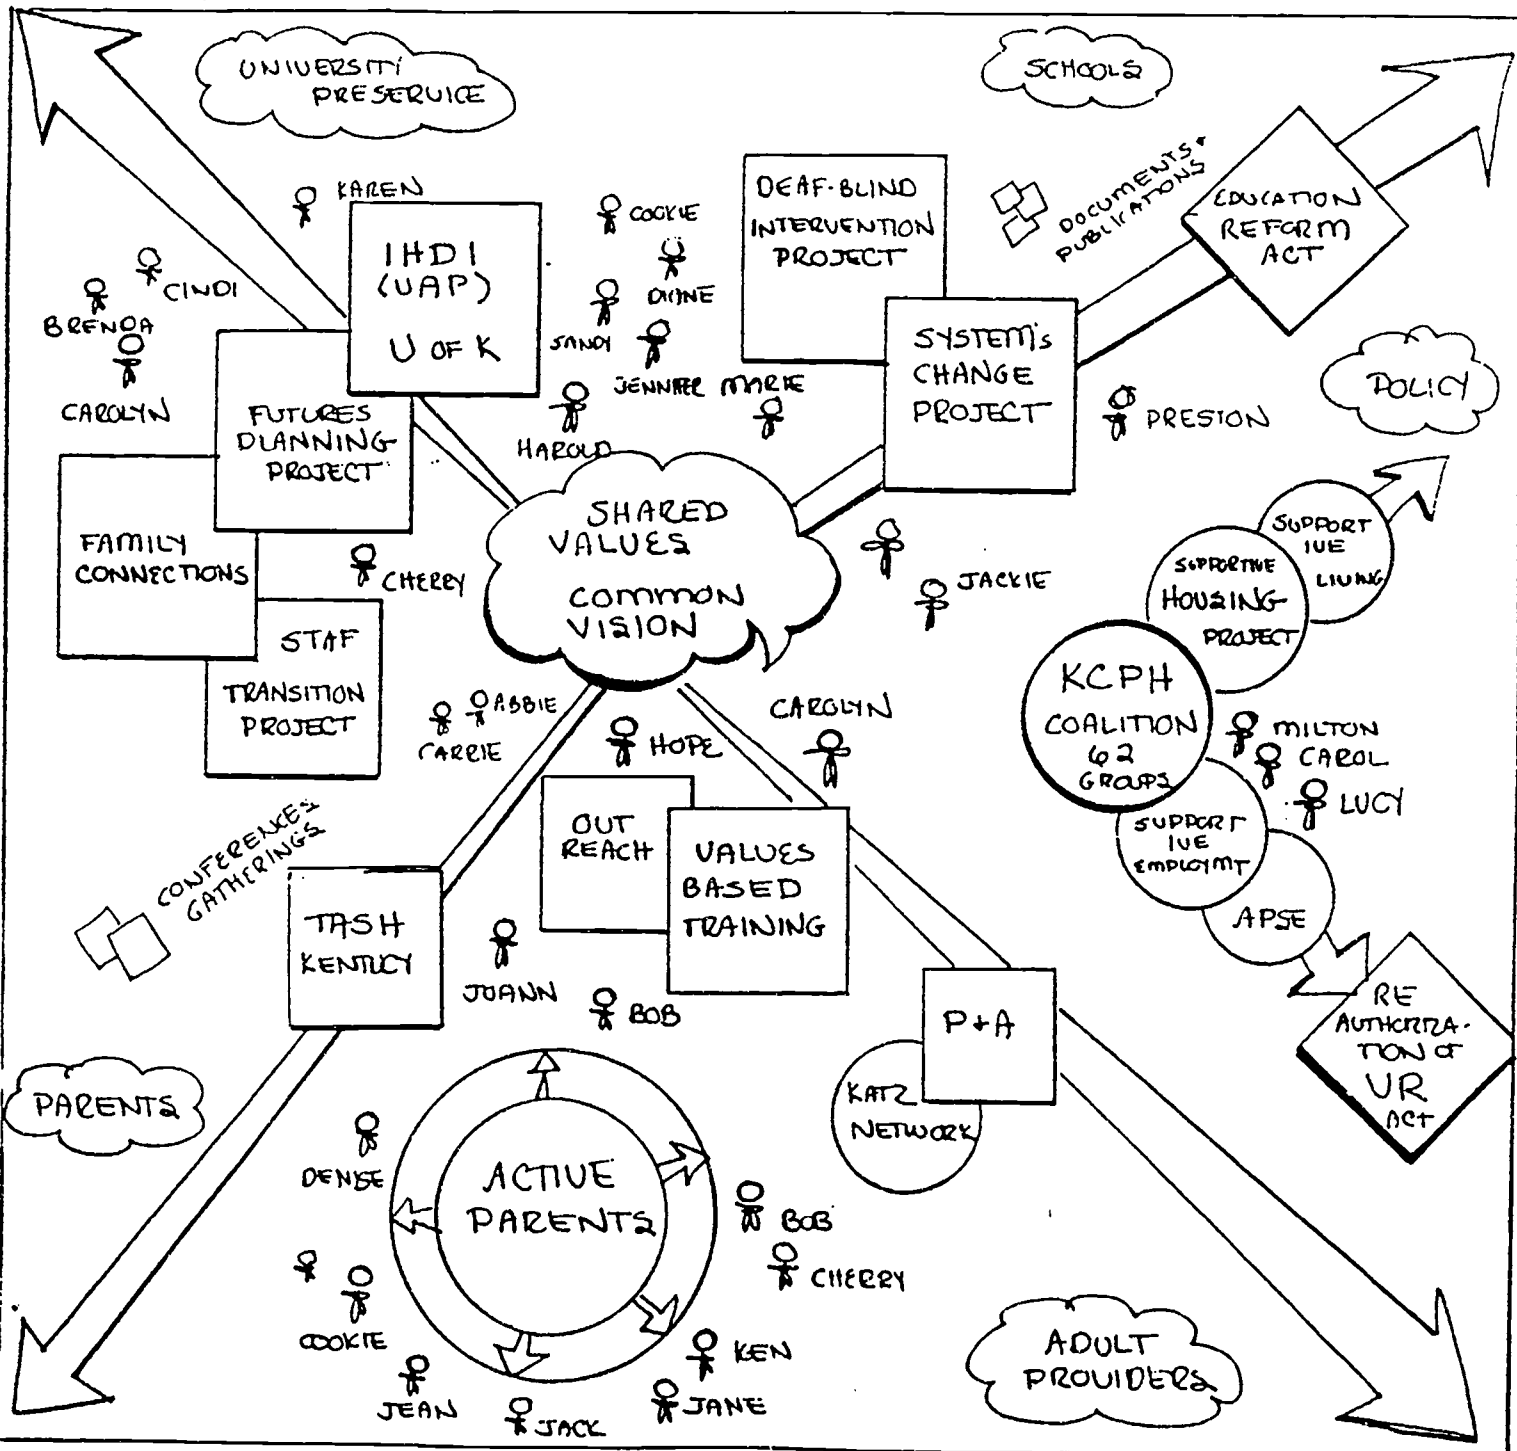 UNIVERSITY
PRESERVICE
SCHOOLS
DOCUMENTS +
PUBLICATIONS
EDUCATION
REFORM
ACT
DEAF-BLIND
INTERVENTION
PROJECT
KAREN
COOKIE
IHDI
(UAP)
U OF K
CINDI
BRENDA
CAROLYN
DIANE
SANDY
JENNIFER
MARIE
HAROLD
SYSTEM'S
CHANGE
PROJECT
PRESTON
POLICY
FUTURES
PLANNING
PROJECT
FAMILY
CONNECTIONS
STAF
TRANSITION
PROJECT
CHERRY
SHARED
VALUES
COMMON
VISION
JACKIE
SUPPORT
IVE
LIVING
SUPPORTIVE
HOUSING
PROJECT
KCPH
COALITION
62
GROUPS
MILTON
CAROL
LUCY
SUPPORT
IVE
EMPLOYMT
APSE
RE
AUTHORIZA-
TION OF
VR
ACT
ABBIE
CARRIE
HOPE
CAROLYN
OUT
REACH
VALUES
BASED
TRAINING
CONFERENCES
GATHERINGS
TASH
KENTUCY
JOANN
BOB
P+A
KATZ
NETWORK
PARENTS
DENISE
ACTIVE
PARENTS
BOB
CHERRY
COOKIE
KEN
JEAN
JACK
JANE
ADULT
PROVIDERS